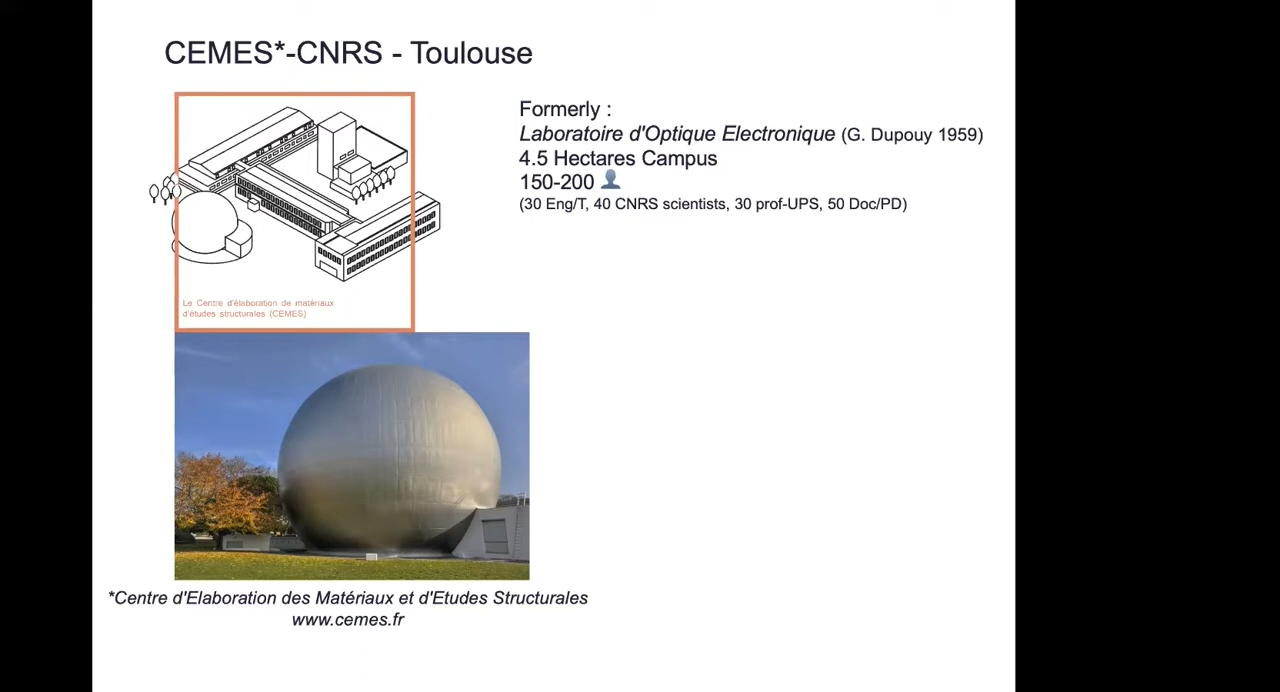 CEMES*-CNRS - Toulouse
Formerly :
Laboratoire d'Optique Electronique (G. Dupouy 1959)
4.5 Hectares Campus
150-200
(30 Eng/T, 40 CNRS scientists, 30 prof-UPS, 50 Doc/PD)
Le Centre d'élaboration de matériaux
d'études structurales (CEMES)
*Centre d'Elaboration des Matériaux et d'Etudes Structurales
www.cemes.fr